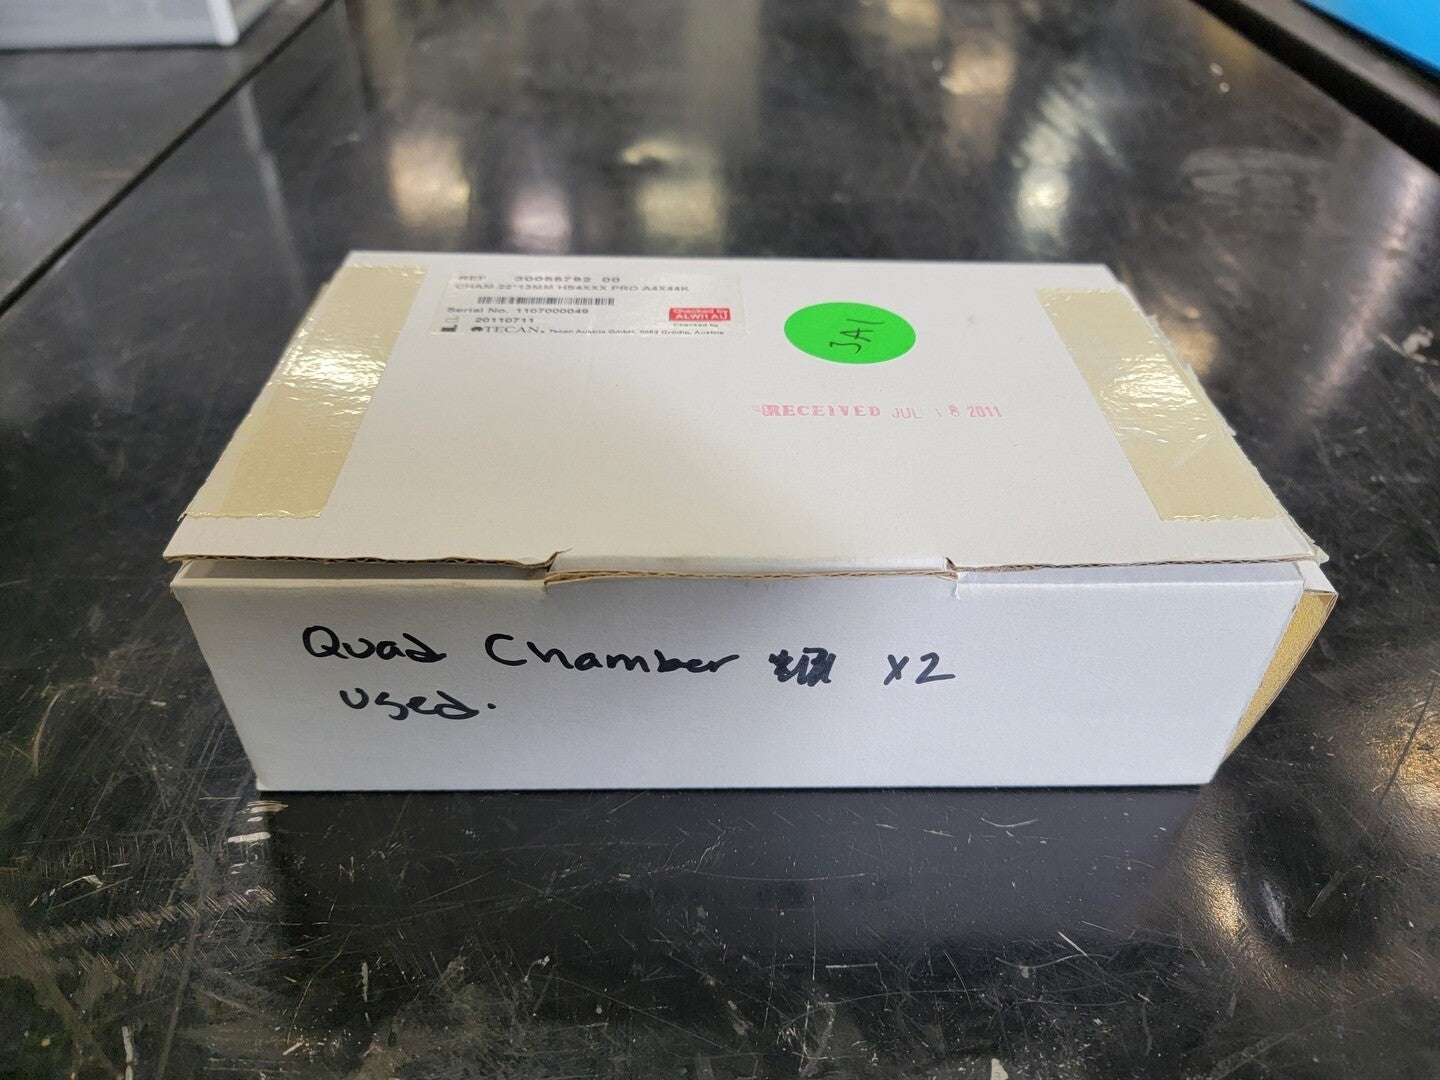 REF 30058792 00
CHAM.22*13MM HS4XXX PRO A4X44K
Serial No. 1107000049
20110711
TECAN. Tecan Austria GmbH, 5082 Grödig, Austria
Checked by
ALWI1 AU
Checked by
JA1
RECEIVED JUL 18 2011
Quad Chamber x2
used.